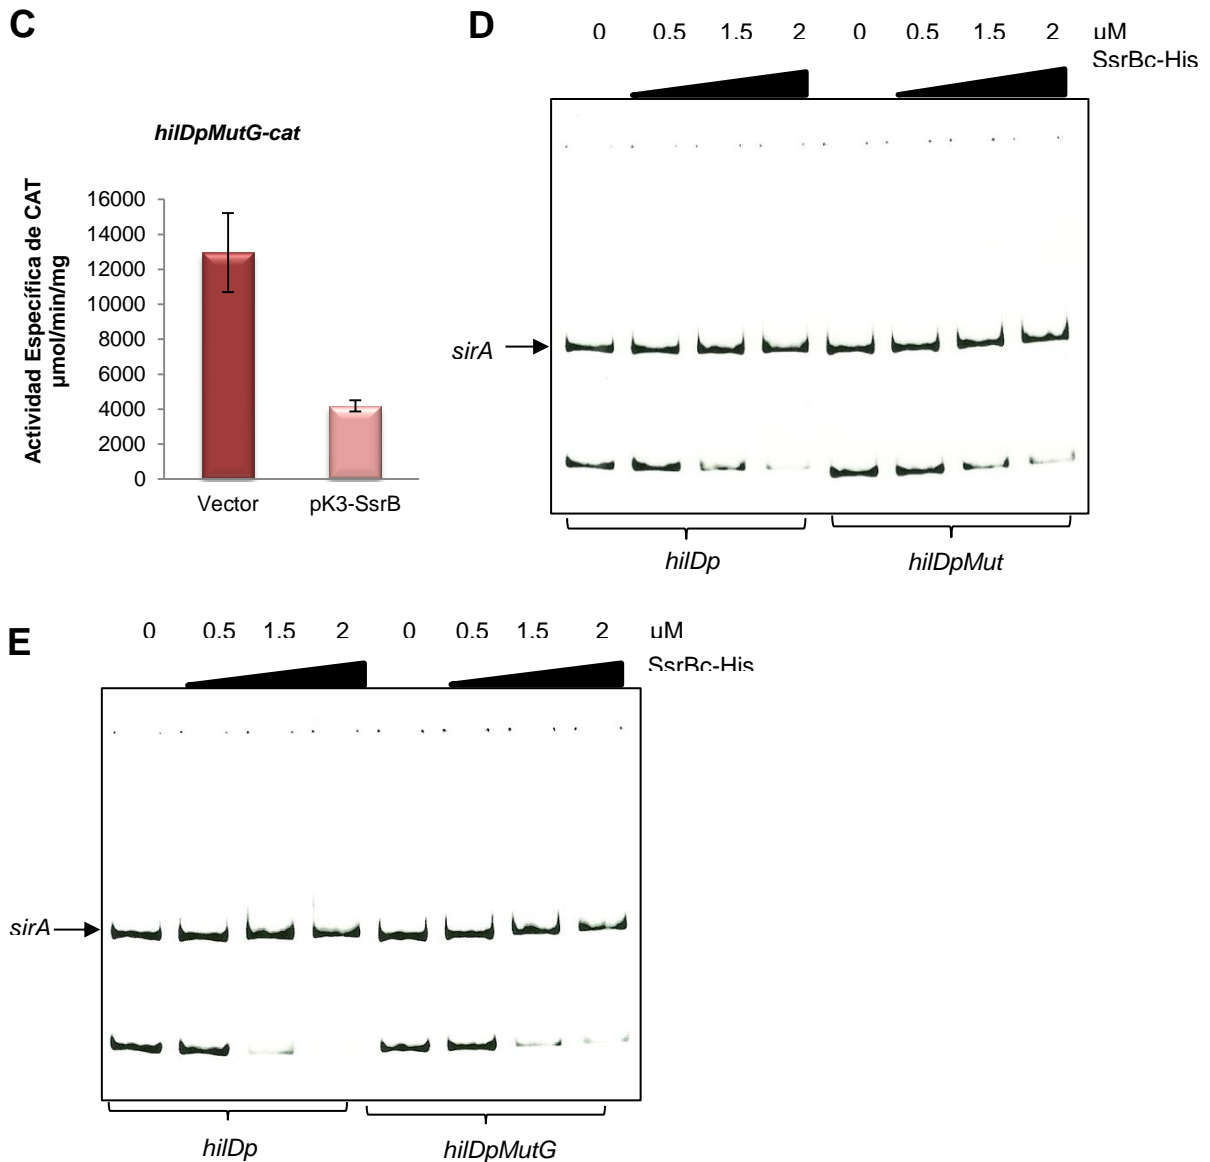 C
hilDpMutG-cat
Actividad Específica de CAT
µmol/min/mg
16000
14000
12000
10000
8000
6000
4000
2000
0
Vector pK3-SsrB
D
0 0.5 1.5 2 0 0.5 1.5 2 µM
SsrBc-His
sirA
hilDp hilDpMut
E
0 0.5 1.5 2 0 0.5 1.5 2 µM
SsrBc-His
sirA
hilDp hilDpMutG